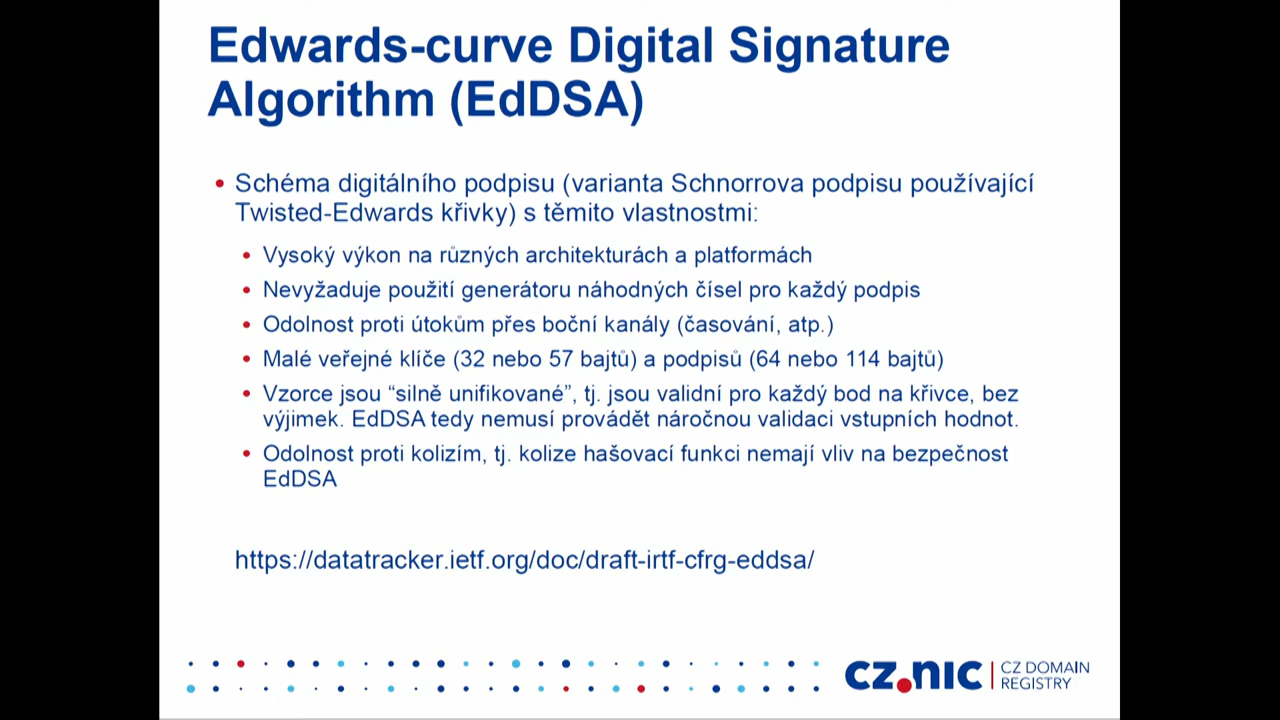 Edwards-curve Digital Signature
Algorithm (EdDSA)
• Schéma digitálního podpisu (varianta Schnorrova podpisu používající
Twisted-Edwards křivky) s těmito vlastnostmi:
• Vysoký výkon na různých architekturách a platformách
• Nevyžaduje použití generátoru náhodných čísel pro každý podpis
• Odolnost proti útokům přes boční kanály (časování, atp.)
• Malé veřejné klíče (32 nebo 57 bajtů) a podpisů (64 nebo 114 bajtů)
• Vzorce jsou “silně unifikované”, tj. jsou validní pro každý bod na křivce, bez
výjimek. EdDSA tedy nemusí provádět náročnou validaci vstupních hodnot.
• Odolnost proti kolizím, tj. kolize hašovací funkci nemají vliv na bezpečnost
EdDSA
https://datatracker.ietf.org/doc/draft-irtf-cfrg-eddsa/
CZ.NIC | CZ DOMAIN
REGISTRY